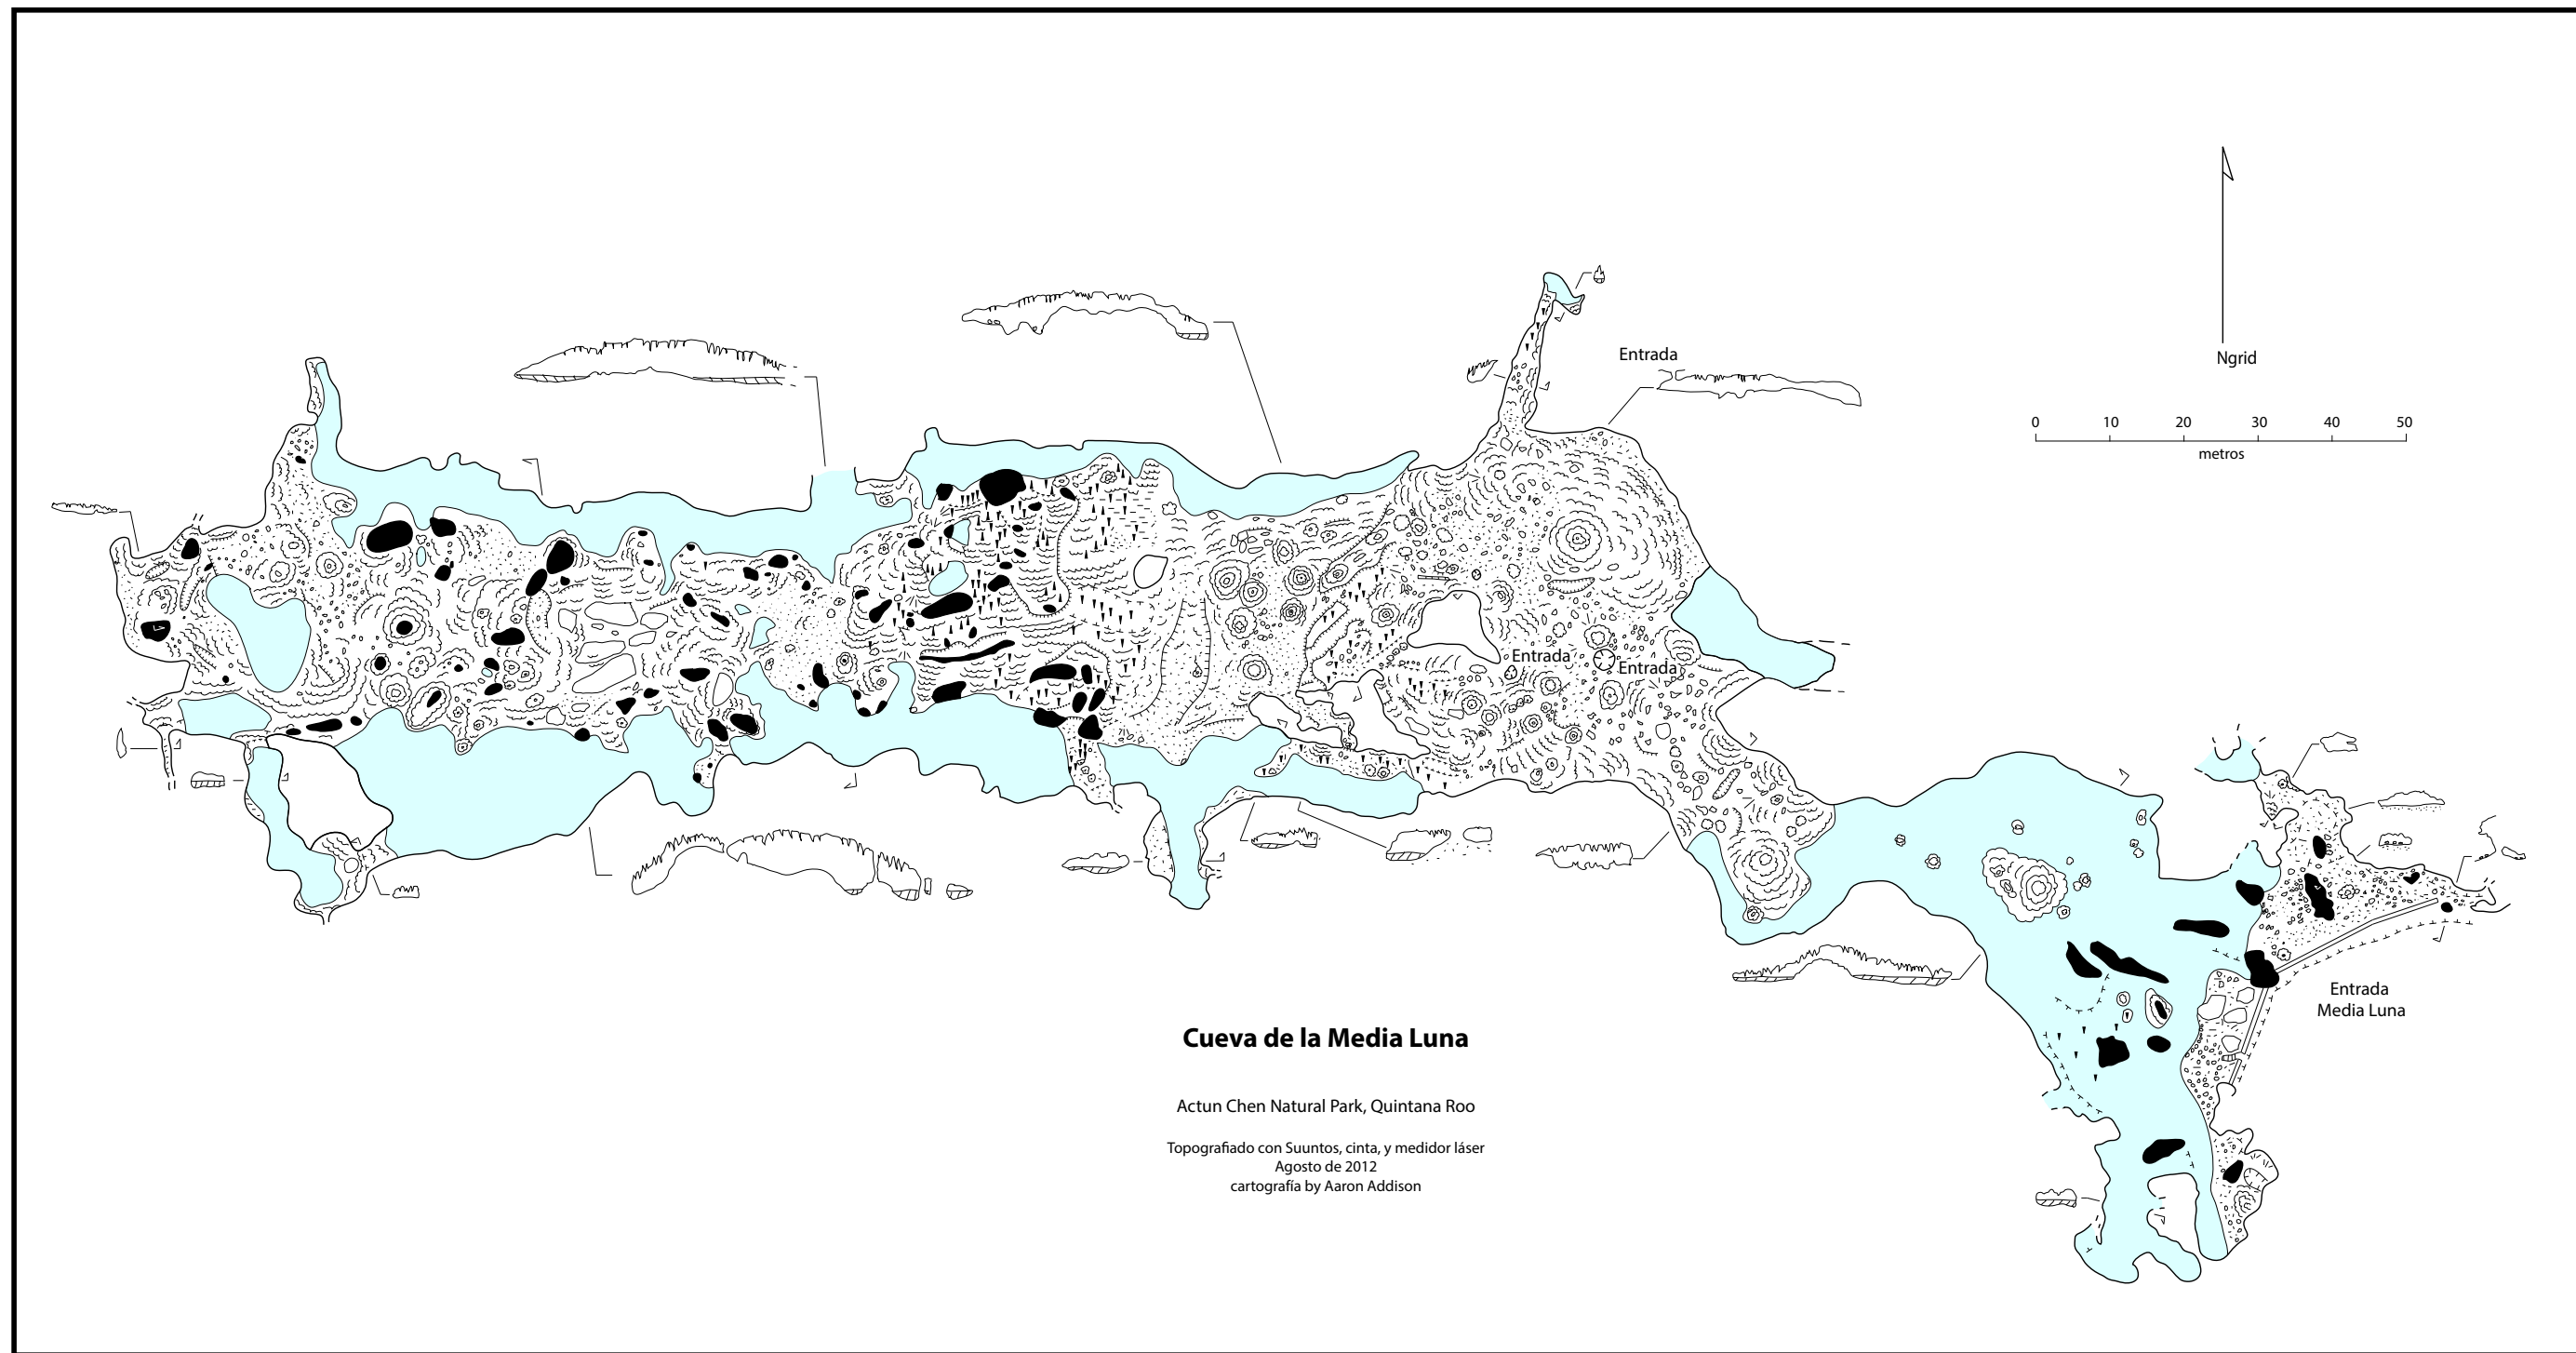 Entrada
Ngrid
0 10 20 30 40 50
metros
Entrada
Entrada
Entrada
Media Luna
Cueva de la Media Luna
Actun Chen Natural Park, Quintana Roo
Topografiado con Suuntos, cinta, y medidor láser
Agosto de 2012
cartografía by Aaron Addison